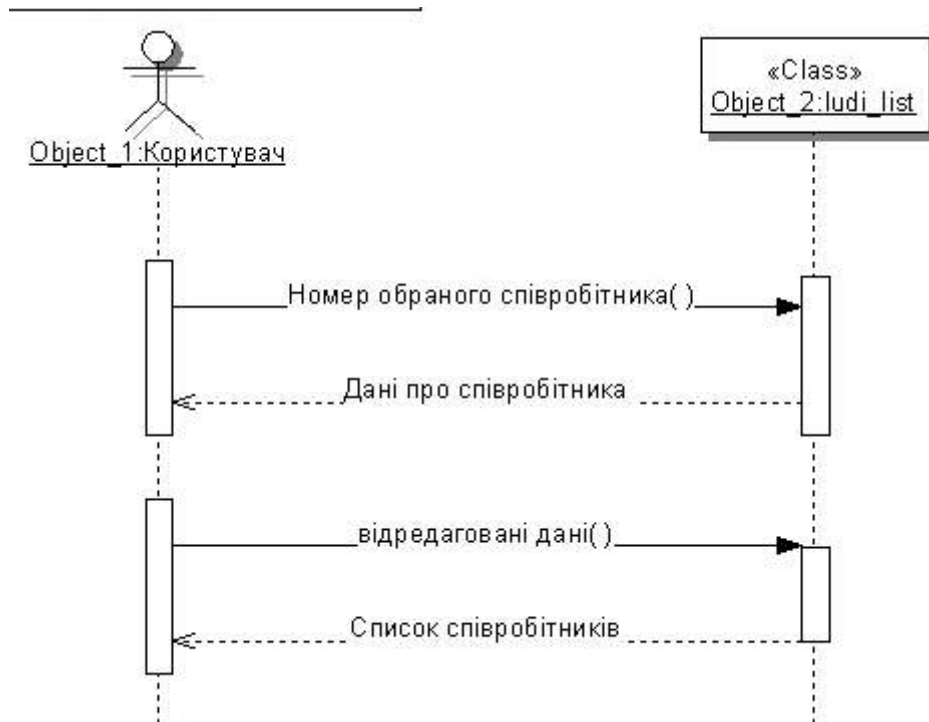 «Class»
Object_2:ludi_list
Object_1:Користувач
Номер обраного співробітника( )
Дані про співробітника
відредаговані дані( )
Список співробітників